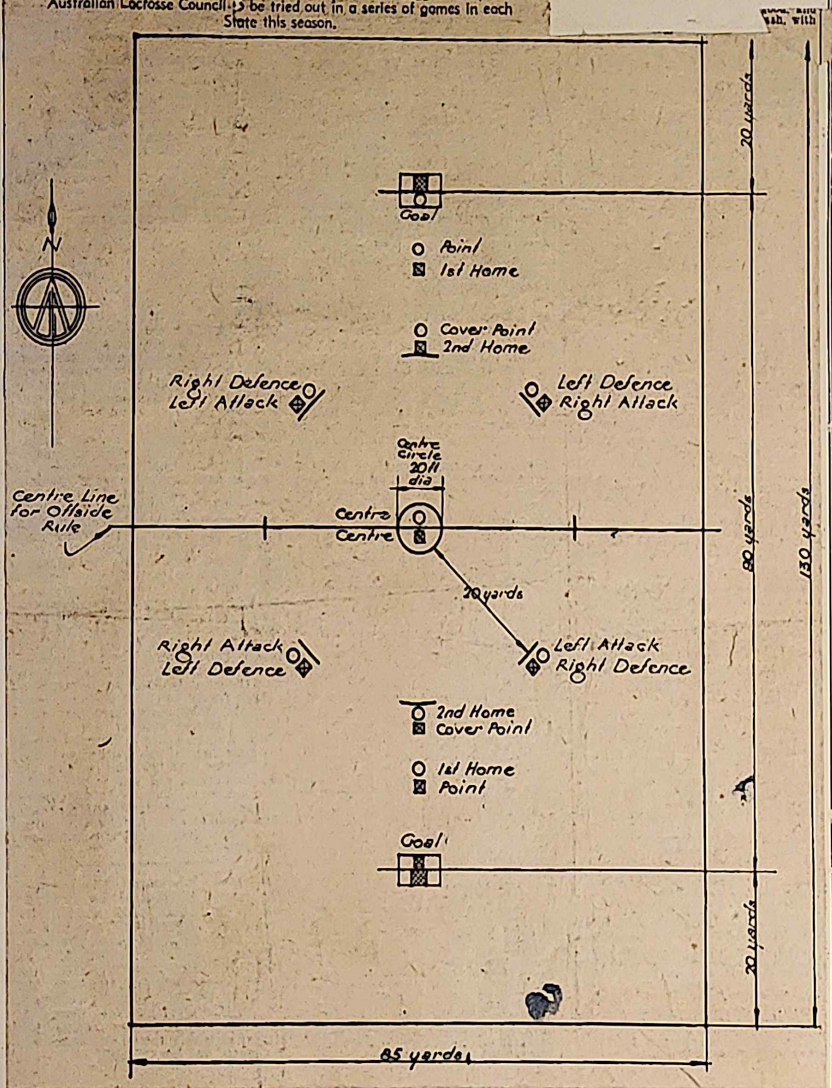 Australian Lacrosse Council be tried out in a series of games in each
State this season.
ash, with
20 yards
N
Goal
Point
1st Home
Cover Point
2nd Home
Right Defence
Left Attack
Left Defence
Right Attack
Centre
Circle
20ft
dia
Centre Line
for Offside
Rule
Centre
Centre
90 yards
130 yards
20 yards
Right Attack
Left Defence
Left Attack
Right Defence
2nd Home
Cover Point
1st Home
Point
Goal
20 yards
85 yards